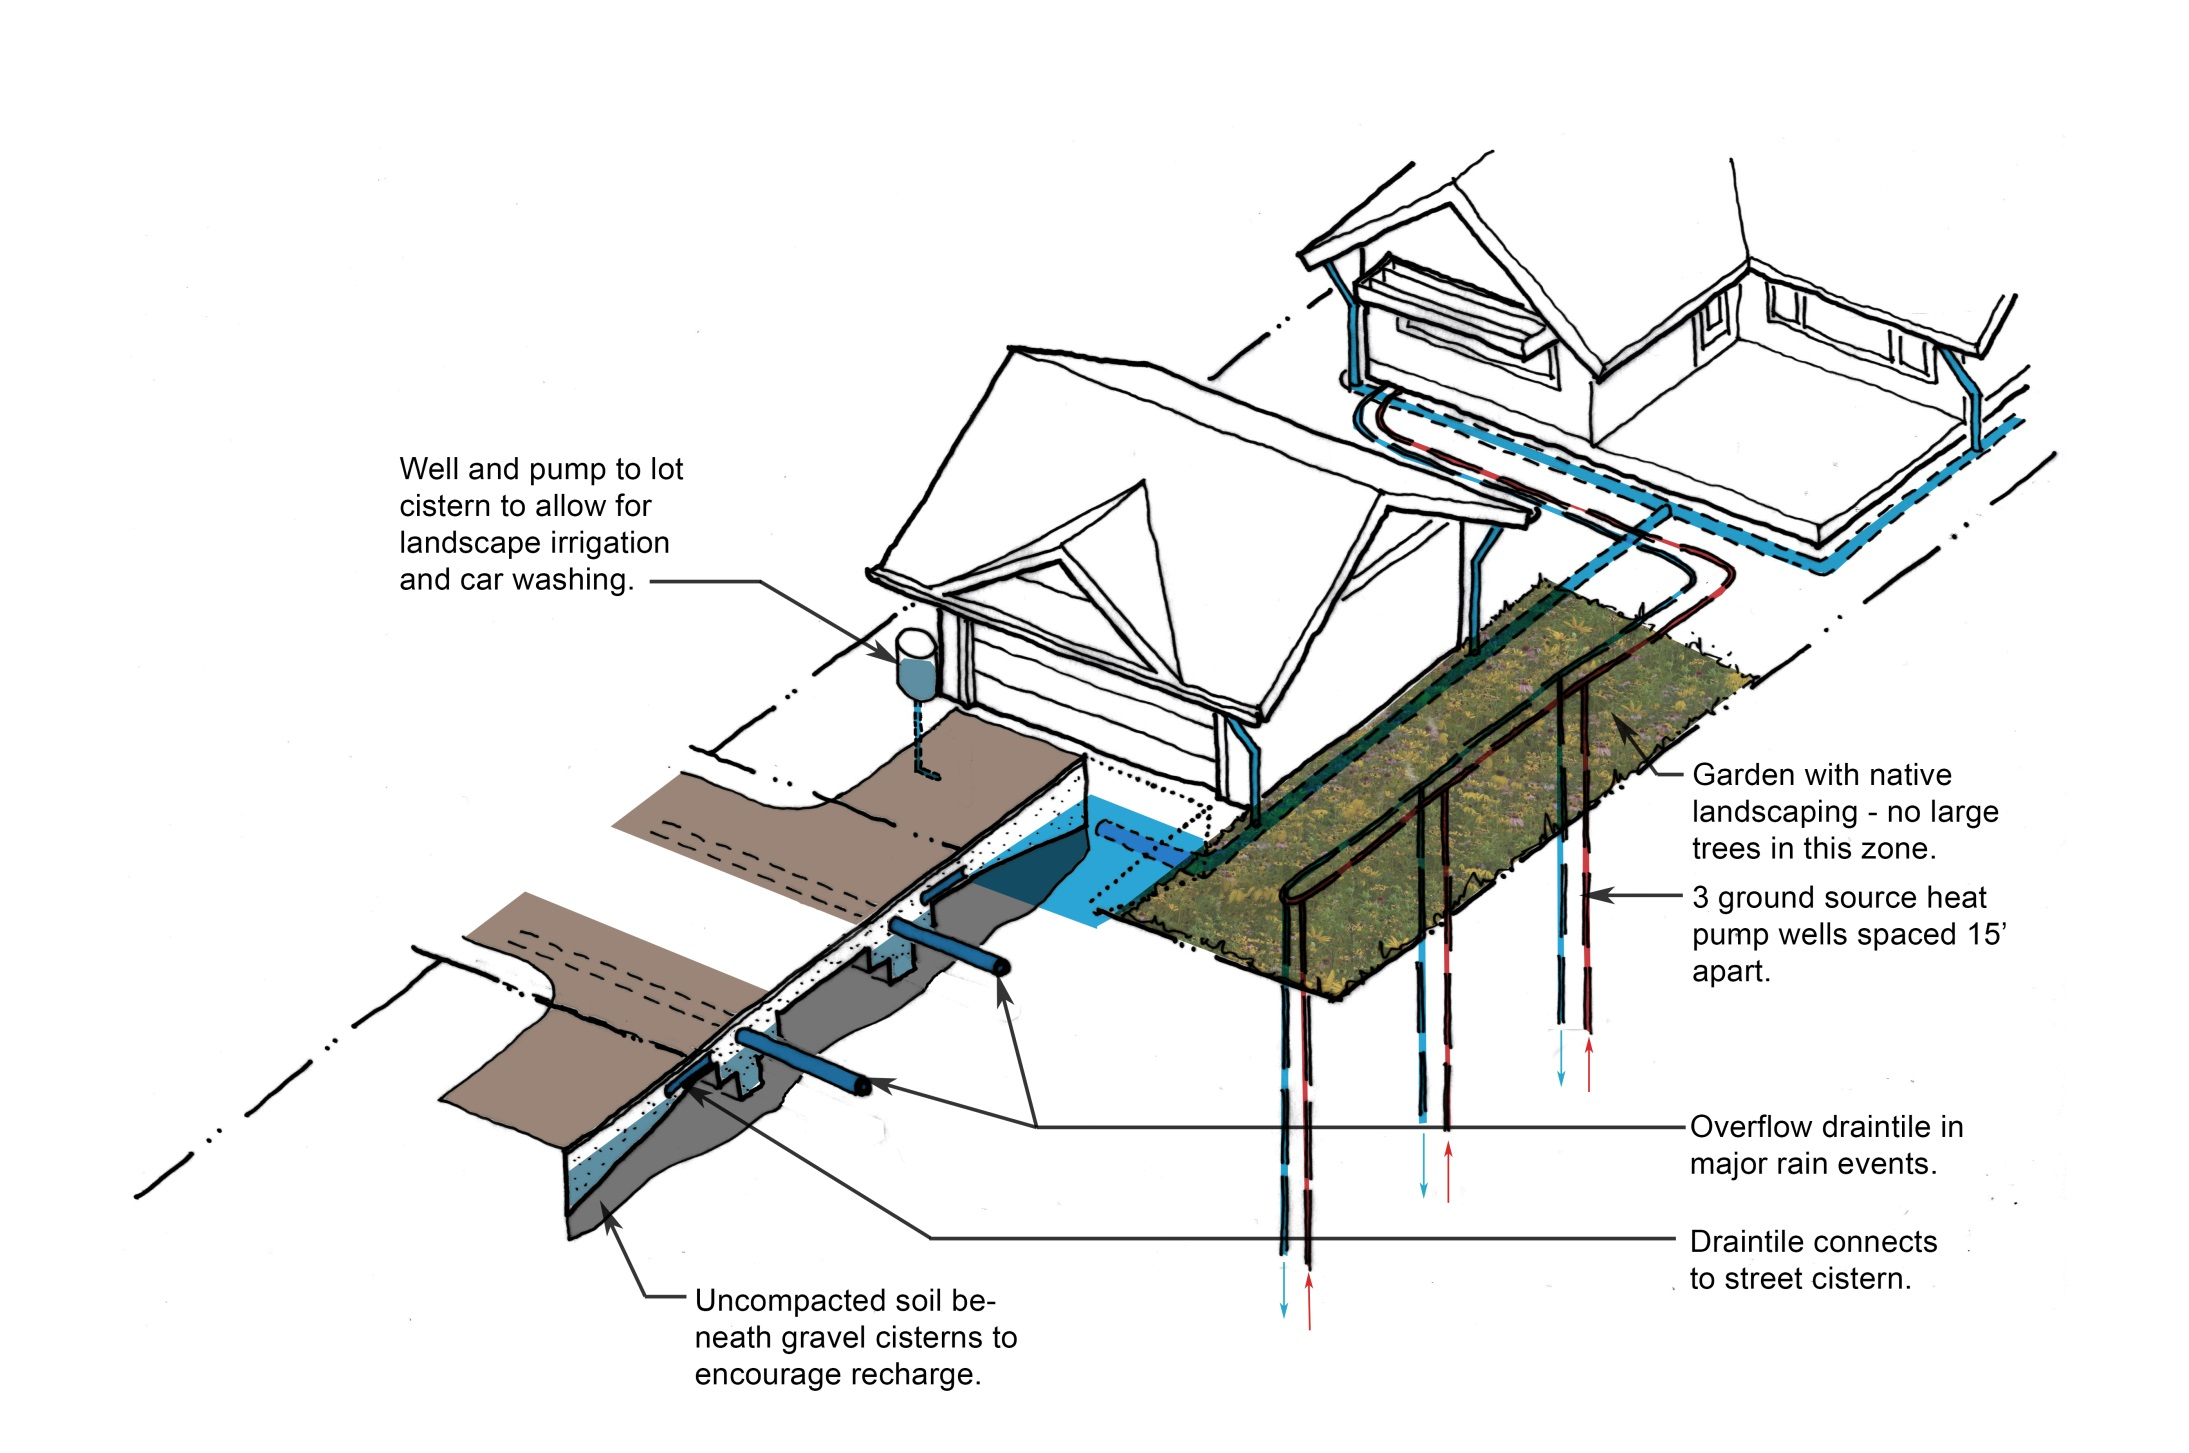 Well and pump to lot
cistern to allow for
landscape irrigation
and car washing.
Garden with native
landscaping - no large
trees in this zone.
3 ground source heat
pump wells spaced 15’
apart.
Overflow draintile in
major rain events.
Draintile connects
to street cistern.
Uncompacted soil be-
neath gravel cisterns to
encourage recharge.